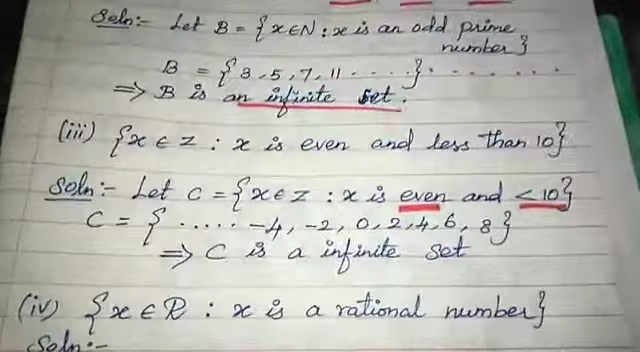 Soln:- Let B = {x∈N : x is an odd prime
number}
B = {3, 5, 7, 11 .....} . . . . . .
⇒ B is an infinite set.
(iii) {x ∈ Z : x is even and less than 10}
Soln:- Let C = {x∈Z : x is even and < 10}
C = { ..... -4, -2, 0, 2, 4, 6, 8}
⇒ C is a infinite set
(iv) {x ∈ R : x is a rational number}
Soln:-